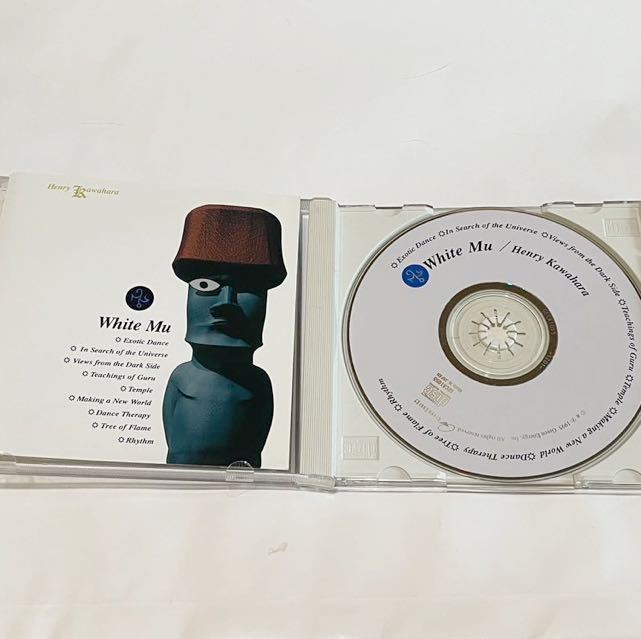 Henry Kawahara
White Mu
✡ Exotic Dance
✡ In Search of the Universe
✡ Views from the Dark Side
✡ Teachings of Guru
✡ Temple
✡ Making a New World
✡ Dance Therapy
✡ Tree of Flame
✡ Rhythm
✡ Exotic Dance ✡ In Search of the Universe ✡ Views from the Dark Side ✡ Teachings of Guru ✡ Temple ✡ Making a New World ✡ Dance Therapy ✡ Tree of Flame ✡ Rhythm
White Mu / Henry Kawahara